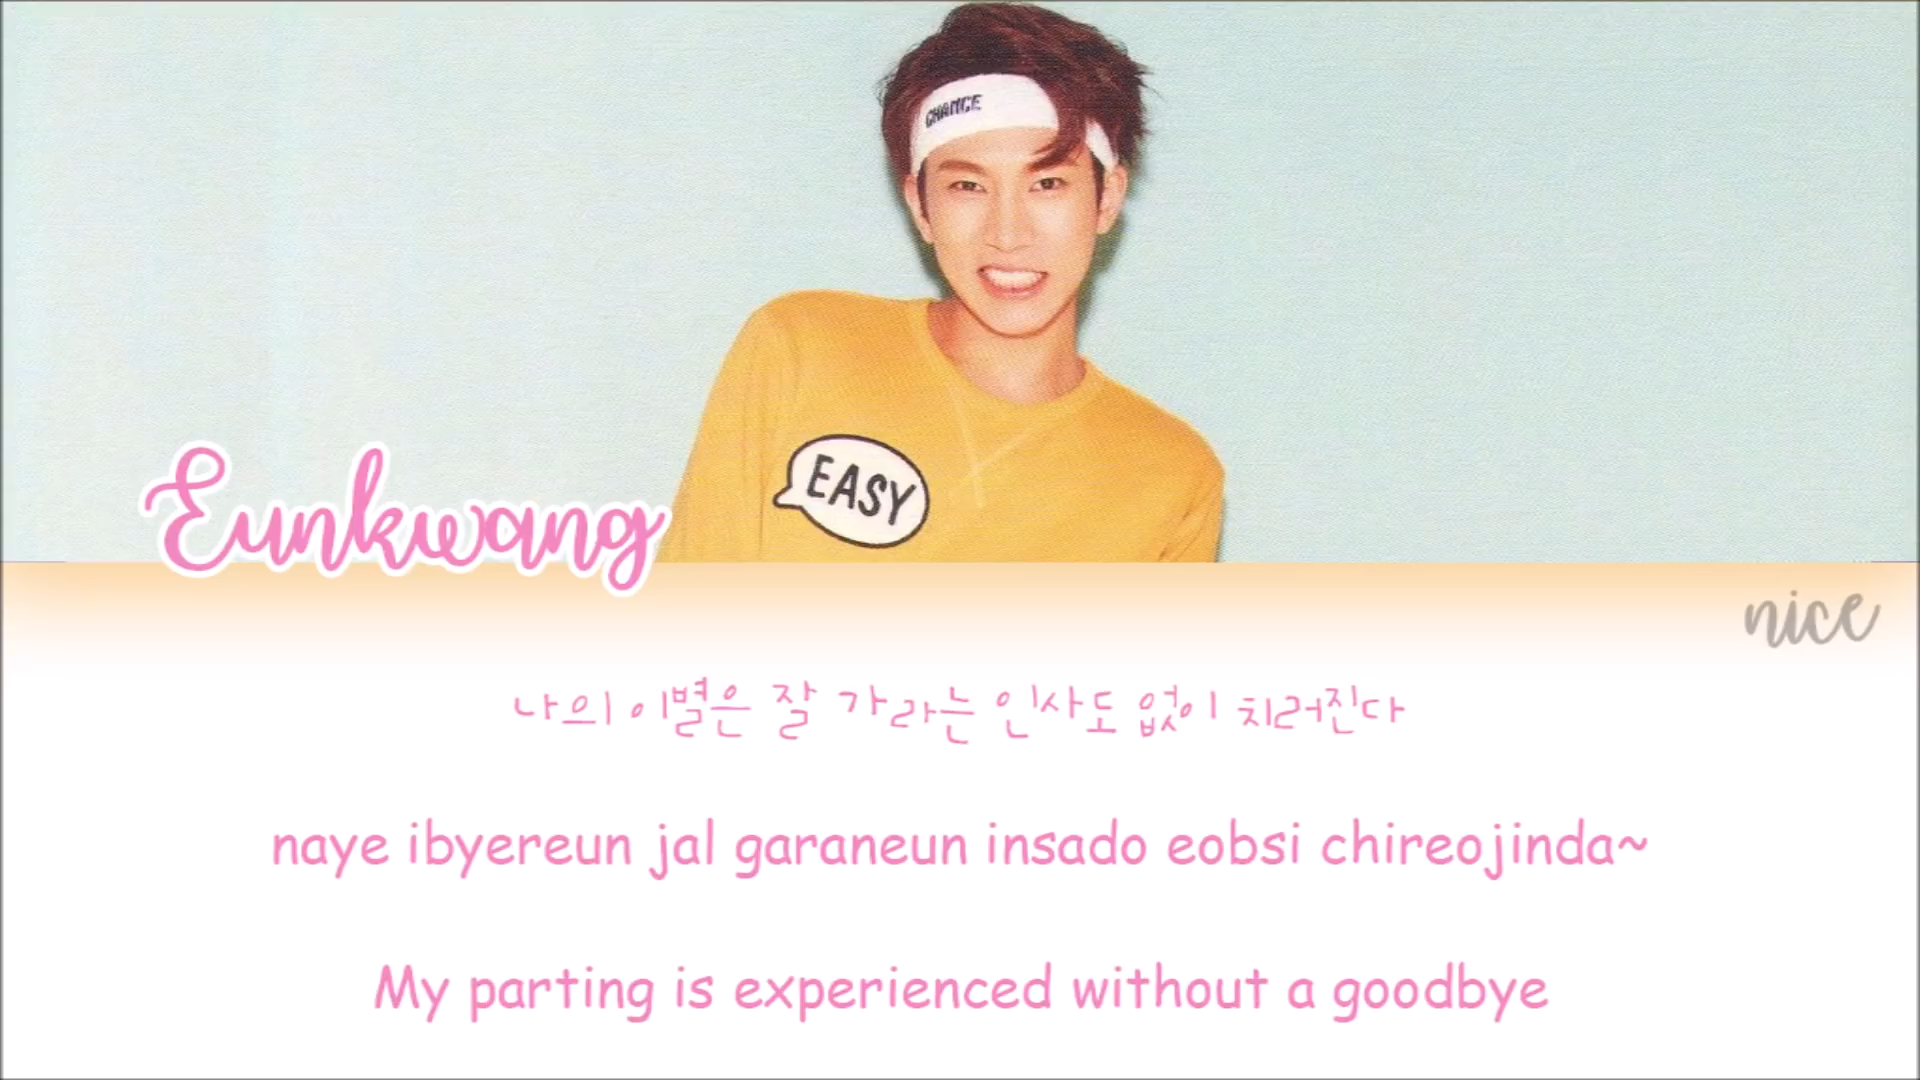 CHANGE
EASY
Eunkwang
nice
나의 이별은 잘 가라는 인사도 없이 치러진다
naye ibyereun jal garaneun insado eobsi chireojinda~
My parting is experienced without a goodbye